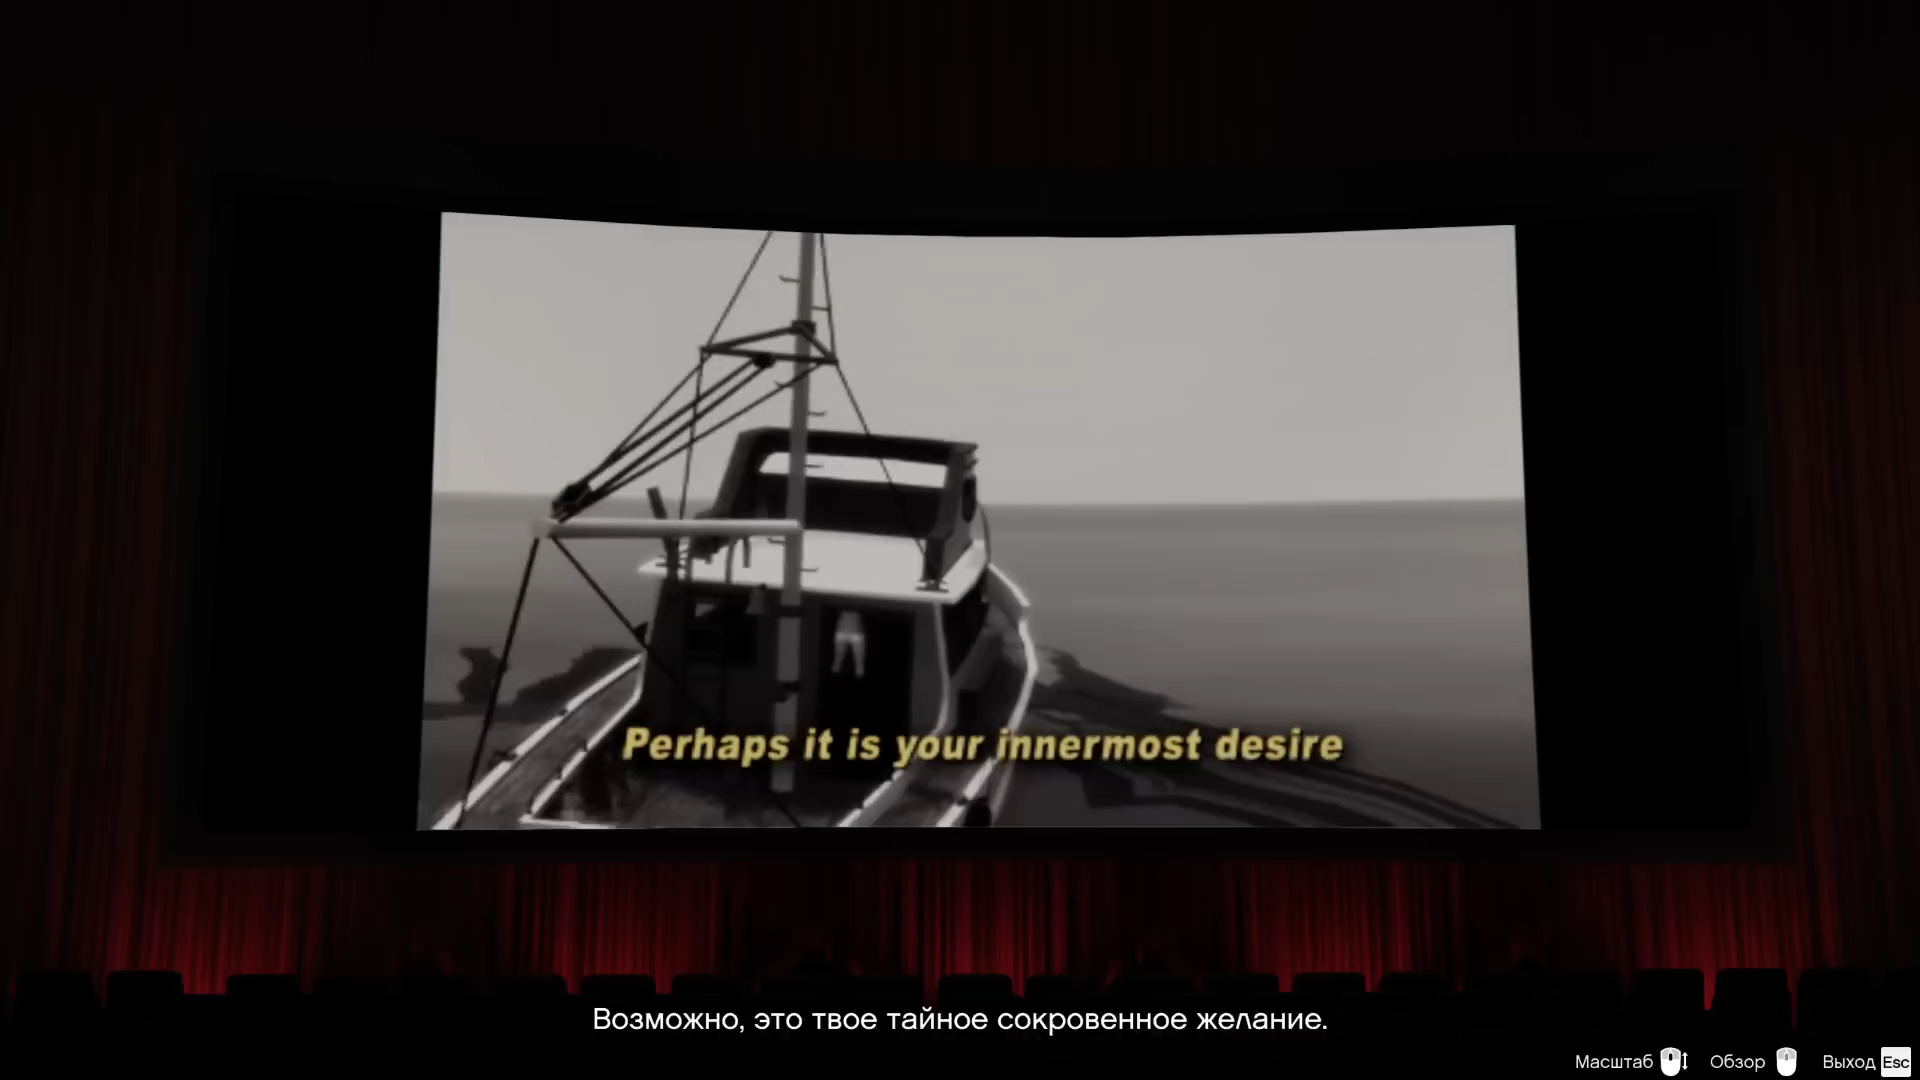 Perhaps it is your innermost desire
Возможно, это твое тайное сокровенное желание.
Масштаб Обзор Выход Esc